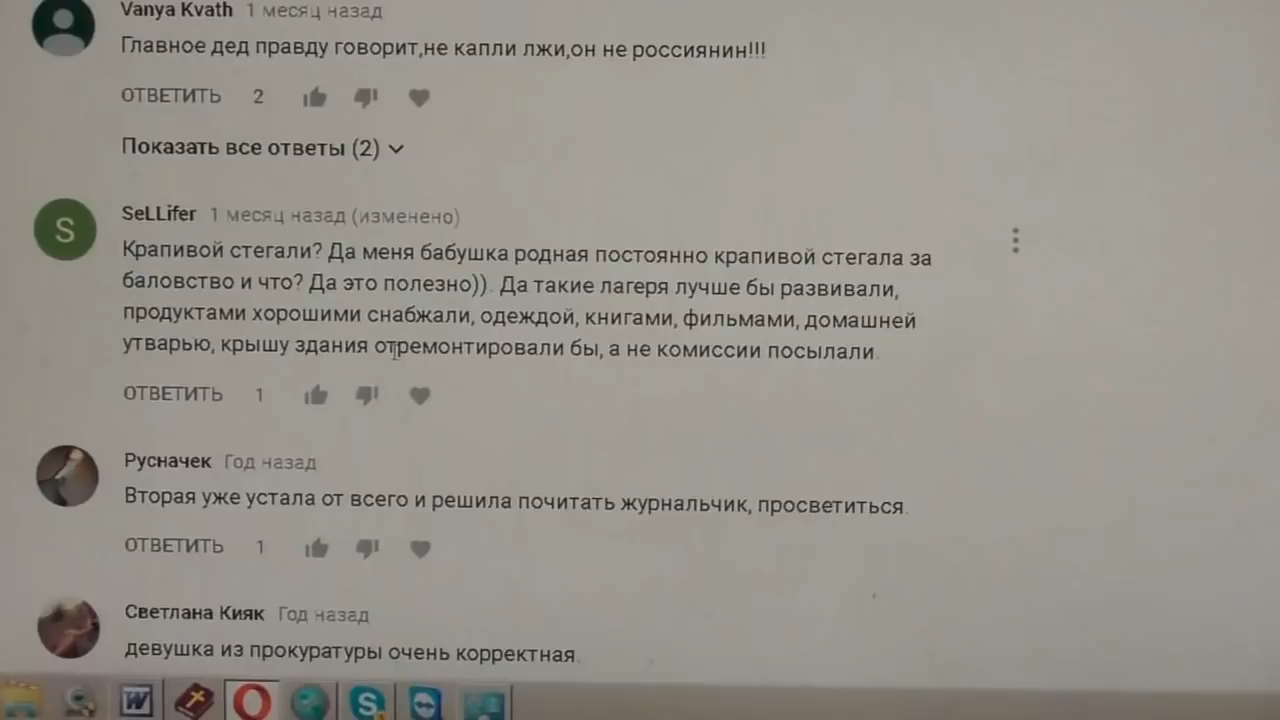 Vanya Kvath 1 месяц назад
Главное дед правду говорит,не капли лжи,он не россиянин!!!
ОТВЕТИТЬ 2
Показать все ответы (2)
S
SeLLifer 1 месяц назад (изменено)
Крапивой стегали? Да меня бабушка родная постоянно крапивой стегала за
баловство и что? Да это полезно)). Да такие лагеря лучше бы развивали,
продуктами хорошими снабжали, одеждой, книгами, фильмами, домашней
утварью, крышу здания отремонтировали бы, а не комиссии посылали.
ОТВЕТИТЬ 1
Русначек Год назад
Вторая уже устала от всего и решила почитать журнальчик, просветиться.
ОТВЕТИТЬ 1
Светлана Кияк Год назад
девушка из прокуратуры очень корректная.
W
S